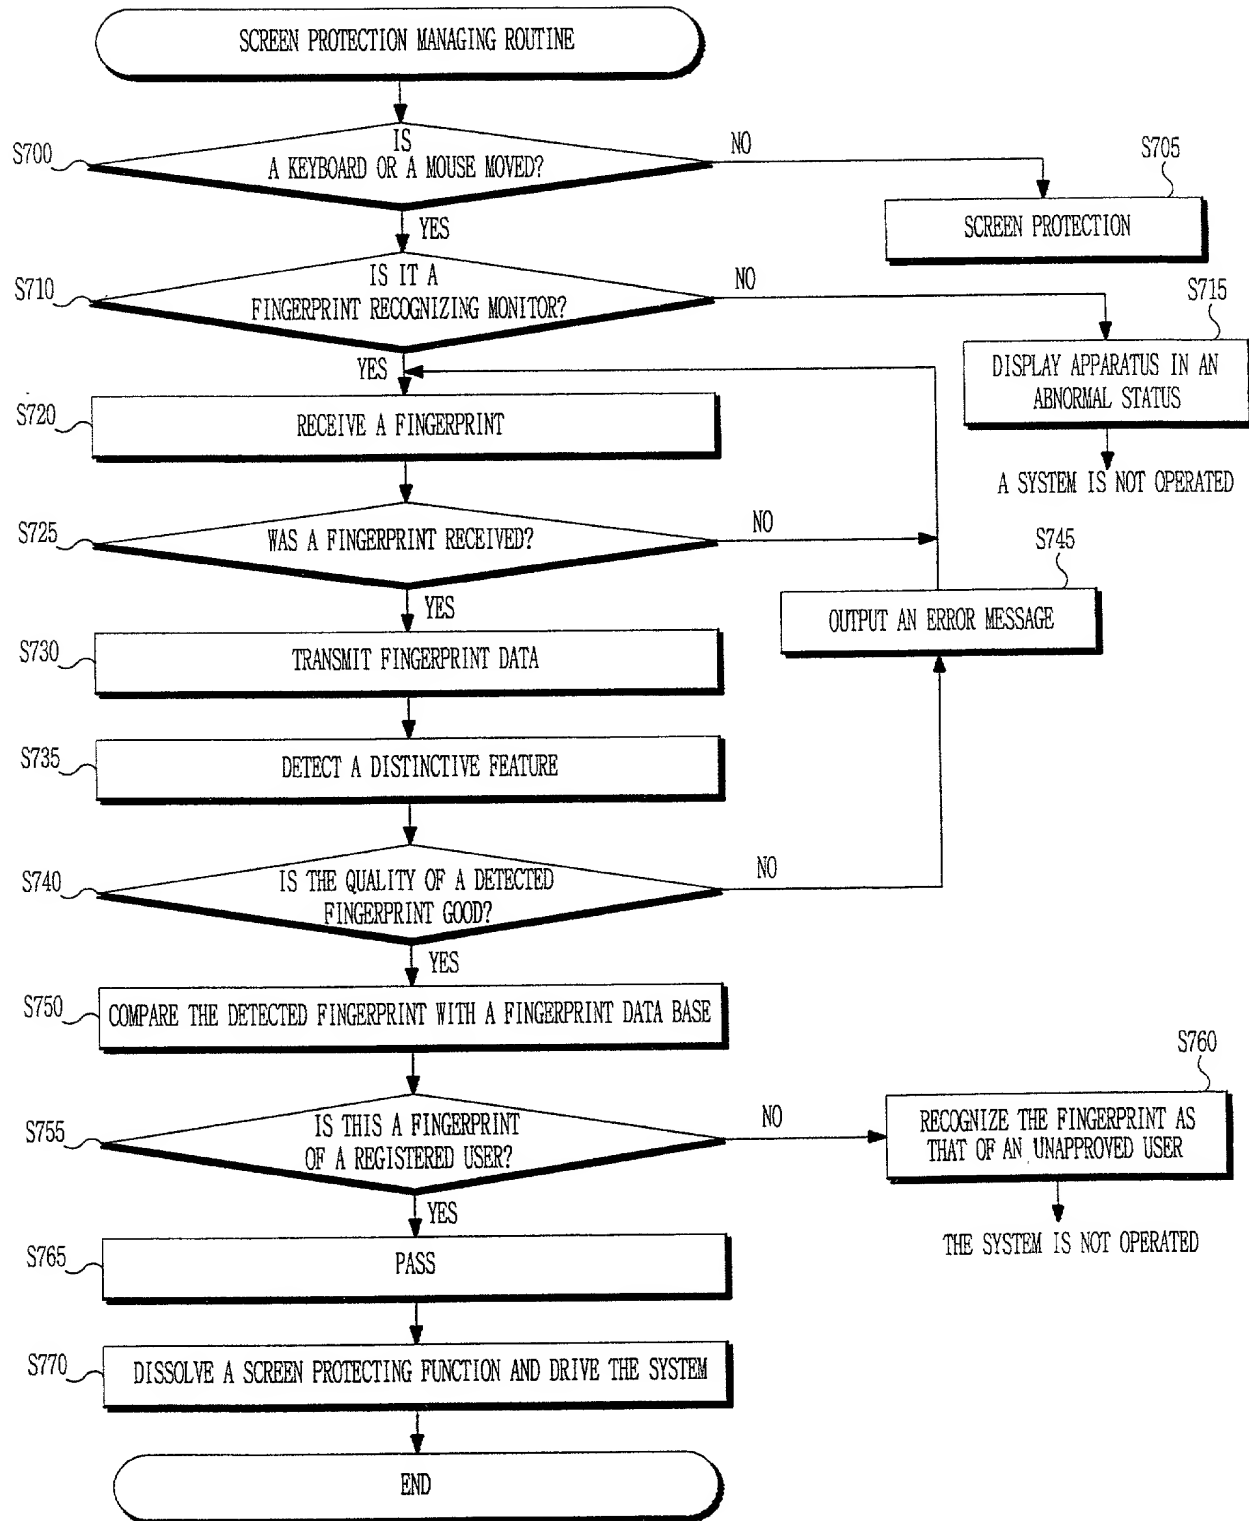 SCREEN PROTECTION MANAGING ROUTINE
S700
IS
A KEYBOARD OR A MOUSE MOVED?
NO
S705
SCREEN PROTECTION
YES
S710
IS IT A
FINGERPRINT RECOGNIZING MONITOR?
NO
S715
DISPLAY APPARATUS IN AN
ABNORMAL STATUS
A SYSTEM IS NOT OPERATED
YES
S720
RECEIVE A FINGERPRINT
S725
WAS A FINGERPRINT RECEIVED?
NO
S745
OUTPUT AN ERROR MESSAGE
YES
S730
TRANSMIT FINGERPRINT DATA
S735
DETECT A DISTINCTIVE FEATURE
S740
IS THE QUALITY OF A DETECTED
FINGERPRINT GOOD?
NO
YES
S750
COMPARE THE DETECTED FINGERPRINT WITH A FINGERPRINT DATA BASE
S755
IS THIS A FINGERPRINT
OF A REGISTERED USER?
NO
S760
RECOGNIZE THE FINGERPRINT AS
THAT OF AN UNAPPROVED USER
THE SYSTEM IS NOT OPERATED
YES
S765
PASS
S770
DISSOLVE A SCREEN PROTECTING FUNCTION AND DRIVE THE SYSTEM
END